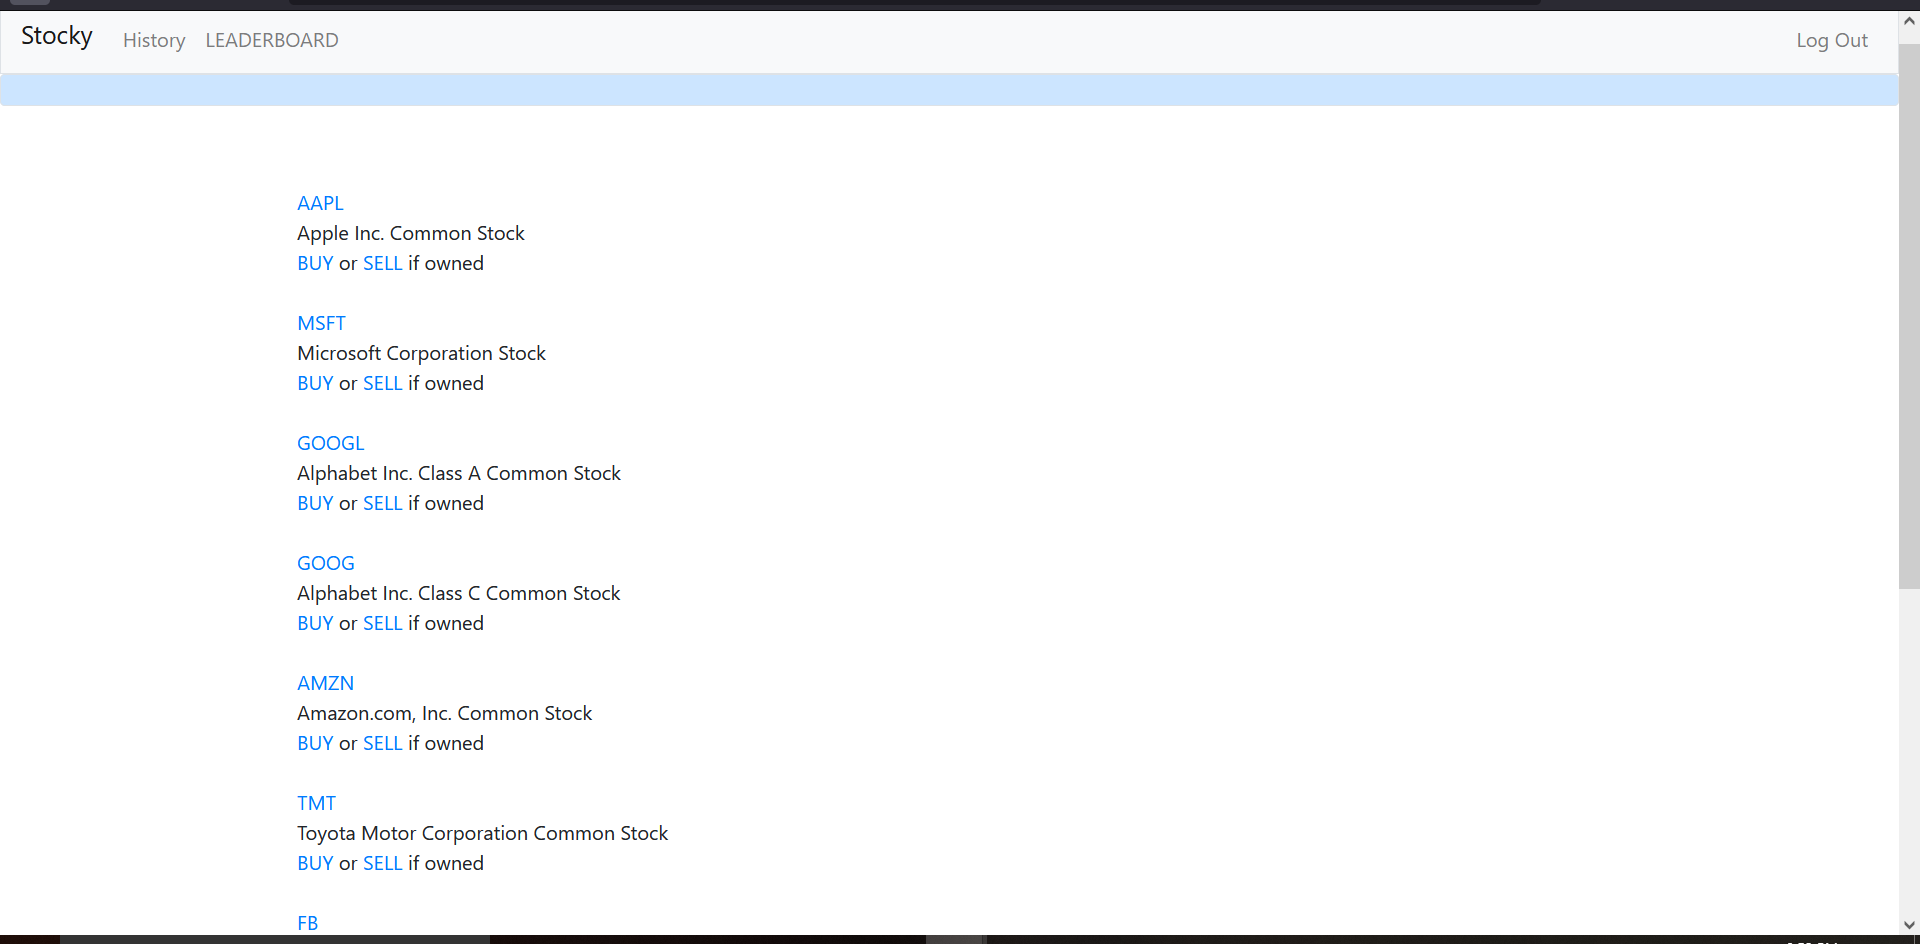 Stocky History LEADERBOARD Log Out
AAPL
Apple Inc. Common Stock
BUY or SELL if owned
MSFT
Microsoft Corporation Stock
BUY or SELL if owned
GOOGL
Alphabet Inc. Class A Common Stock
BUY or SELL if owned
GOOG
Alphabet Inc. Class C Common Stock
BUY or SELL if owned
AMZN
Amazon.com, Inc. Common Stock
BUY or SELL if owned
TMT
Toyota Motor Corporation Common Stock
BUY or SELL if owned
FB